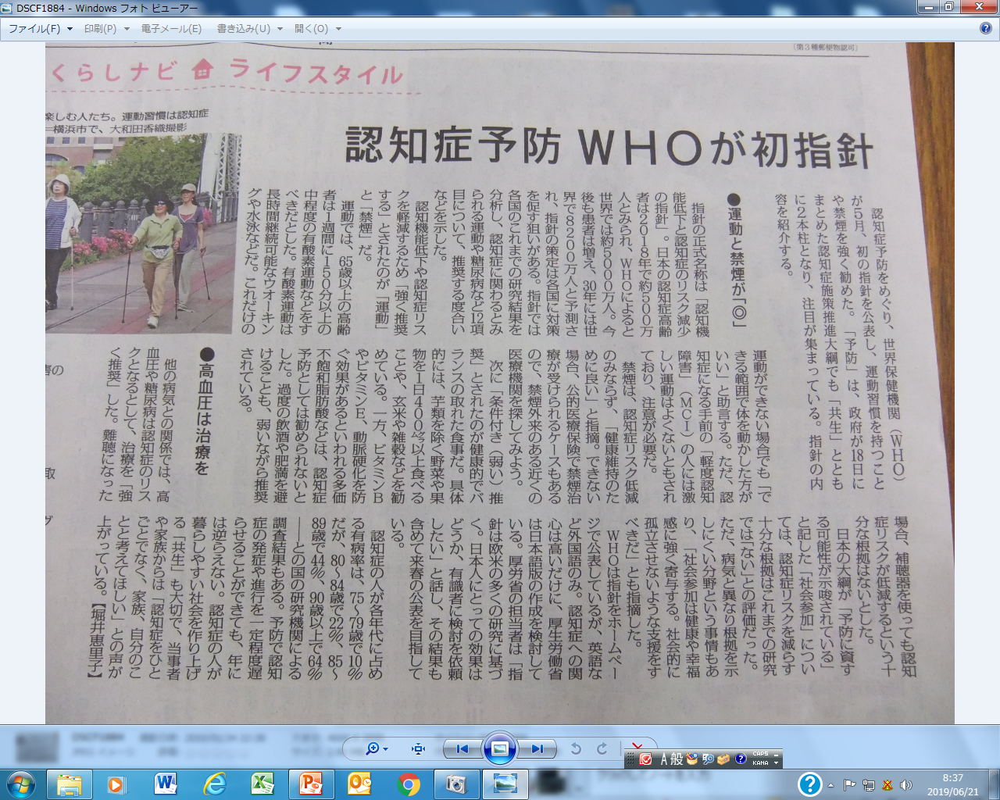 DSCF1884 - Windows フォト ビューアー
ファイル(F)
印刷(P)
電子メール(E)
書き込み(U)
開く(O)
(第3種郵便物認可)
くらしナビ ライフスタイル
楽しむ人たち。運動習慣は認知症
＝横浜市で、大和田香織撮影
認知症予防 WHOが初指針
認知症予防をめぐり、世界保健機関（WHO）
が5月、初の指針を公表し、運動習慣を持つこと
や禁煙を強く勧めた。「予防」は、政府が18日に
まとめた認知症施策推進大綱でも「共生」ととも
に2本柱となり、注目が集まっている。指針の内
容を紹介する。
●運動と禁煙が「◎」
指針の正式名称は「認知機
能低下と認知症のリスク減少
の指針」。日本の認知症高齢
者は2018年で約500万
人とみられ、WHOによると
世界では約5000万人。今
後も患者は増え、30年には世
界で8200万人と予測さ
れ、指針の策定は各国に対策
を促す狙いがある。指針では
各国のこれまでの研究結果を
分析し、認知症に関わるとみ
られる運動や糖尿病など12項
目について、推奨する度合い
などを示した。
認知機能低下や認知症リス
クを軽減するため「強く推奨
する」とされたのが「運動」
と「禁煙」だ。
運動では、65歳以上の高齢
者は1週間に150分以上の
中程度の有酸素運動などをす
べきだとした。有酸素運動は
長時間継続可能なウオーキン
グや水泳などだ。これだけの
運動ができない場合でも「で
きる範囲で体を動かした方が
いい」と助言する。ただ、認
知症になる手前の「軽度認知
障害」（MCI）の人には激
しい運動はよくないともされ
ており、注意が必要だ。
禁煙は、認知症リスク低減
のみならず、「健康維持のた
めに良い」と指摘。できない
場合、公的医療保険で禁煙治
療が受けられるケースもある
ので、禁煙外来のある近くの
医療機関を探してみよう。
次に「条件付き（弱い）推
奨」とされたのが健康的でバ
ランスの取れた食事だ。具体
的には、芋類を除く野菜や果
物を1日400㌘以上食べる
ことや、玄米や雑穀などを勧
めている。一方、ビタミンB
やビタミンE、動脈硬化を防
ぐ効果があるといわれる多価
不飽和脂肪酸などは、認知症
予防としては勧められないと
した。過度の飲酒や肥満を避
けることも、弱いながら推奨
されている。
●高血圧は治療を
他の病気との関係では、高
血圧や糖尿病は認知症のリス
クとなるとして、治療を「強
く推奨」した。難聴になった
場合、補聴器を使っても認知
症リスクが低減するという十
分な根拠はないとした。
日本の大綱が「予防に資す
る可能性が示唆されている」
と記した「社会参加」につい
ては、認知症リスクを減らす
十分な根拠はこれまでの研究
では「ない」との評価だった。
ただ、病気と異なり根拠を示
しにくい分野という事情もあ
り、「社会参加は健康や幸福
感に強く寄与する。社会的に
孤立させないような支援をす
べきだ」とも指摘した。
WHOは指針をホームペー
ジで公表しているが、英語な
ど外国語のみ。認知症への関
心は高いだけに、厚生労働省
は日本語版の作成を検討して
いる。厚労省の担当者は「指
針は欧米の多くの研究に基づ
く、日本人にとっての効果は
どうか、有識者に検討を依頼
したい」と話し、その結果も
含めて来春の公表を目指して
いる。
認知症の人が各年代に占め
る有病率は、75～79歳で10％
だが、80～84歳で22％、85～
89歳で44％、90歳以上で64％
――との国の研究機関による
調査結果もある。予防で認知
症の発症や進行を一定程度遅
らせることができても、年に
は逆らえない。認知症の人が
暮らしやすい社会を作り上げ
る「共生」も大切で、当事者
や家族からは「認知症をひと
ごとでなく、家族、自分のこ
とと考えてほしい」との声が
上がっている。【堀井恵里子】
害の
取
グ
A 般
CAPS
KANA
8:37
2019/06/21